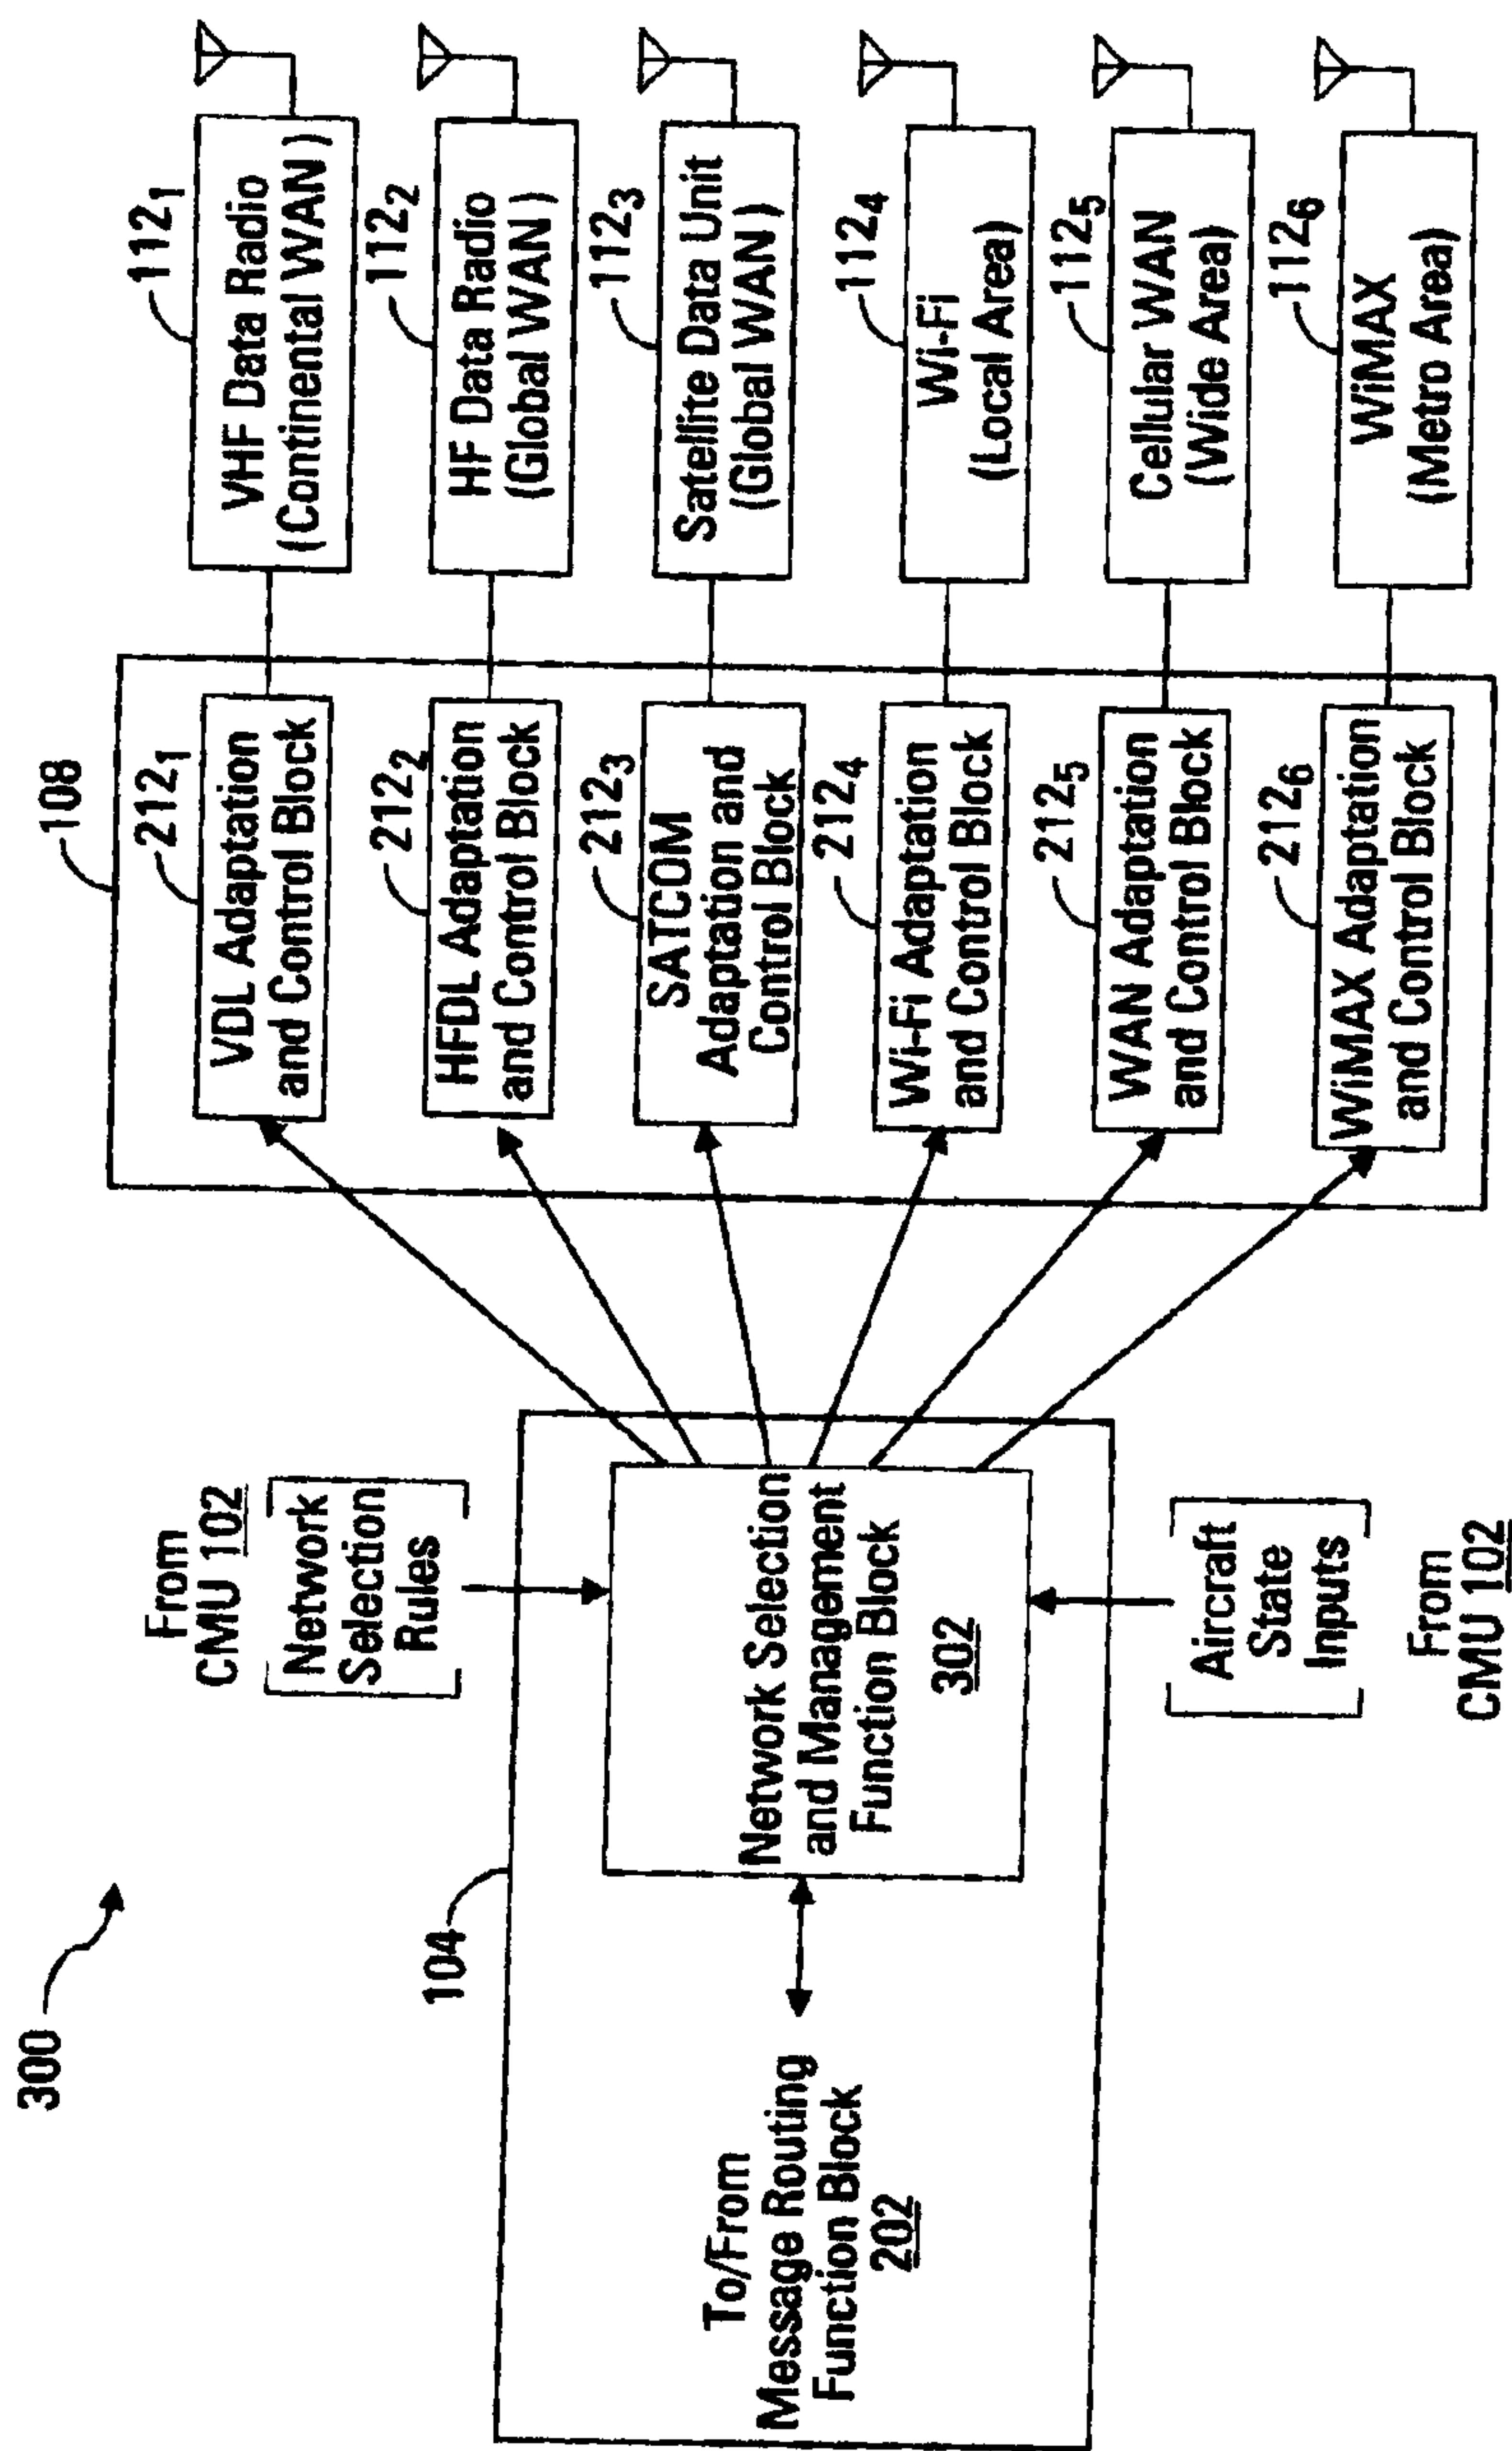 300
104
To/From
Message Routing
Function Block
202
From
CMU 102
Network
Selection
Rules
Network Selection
and Management
Function Block
302
Aircraft
State
Inputs
From
CMU 102
108
212₁
VDL Adaptation
and Control Block
212₂
HFDL Adaptation
and Control Block
212₃
SATCOM
Adaptation and
Control Block
212₄
Wi-Fi Adaptation
and Control Block
212₅
WAN Adaptation
and Control Block
212₆
WiMAX Adaptation
and Control Block
112₁
VHF Data Radio
(Continental WAN)
112₂
HF Data Radio
(Global WAN)
112₃
Satellite Data Unit
(Global WAN)
112₄
Wi-Fi
(Local Area)
112₅
Cellular WAN
(Wide Area)
112₆
WiMAX
(Metro Area)